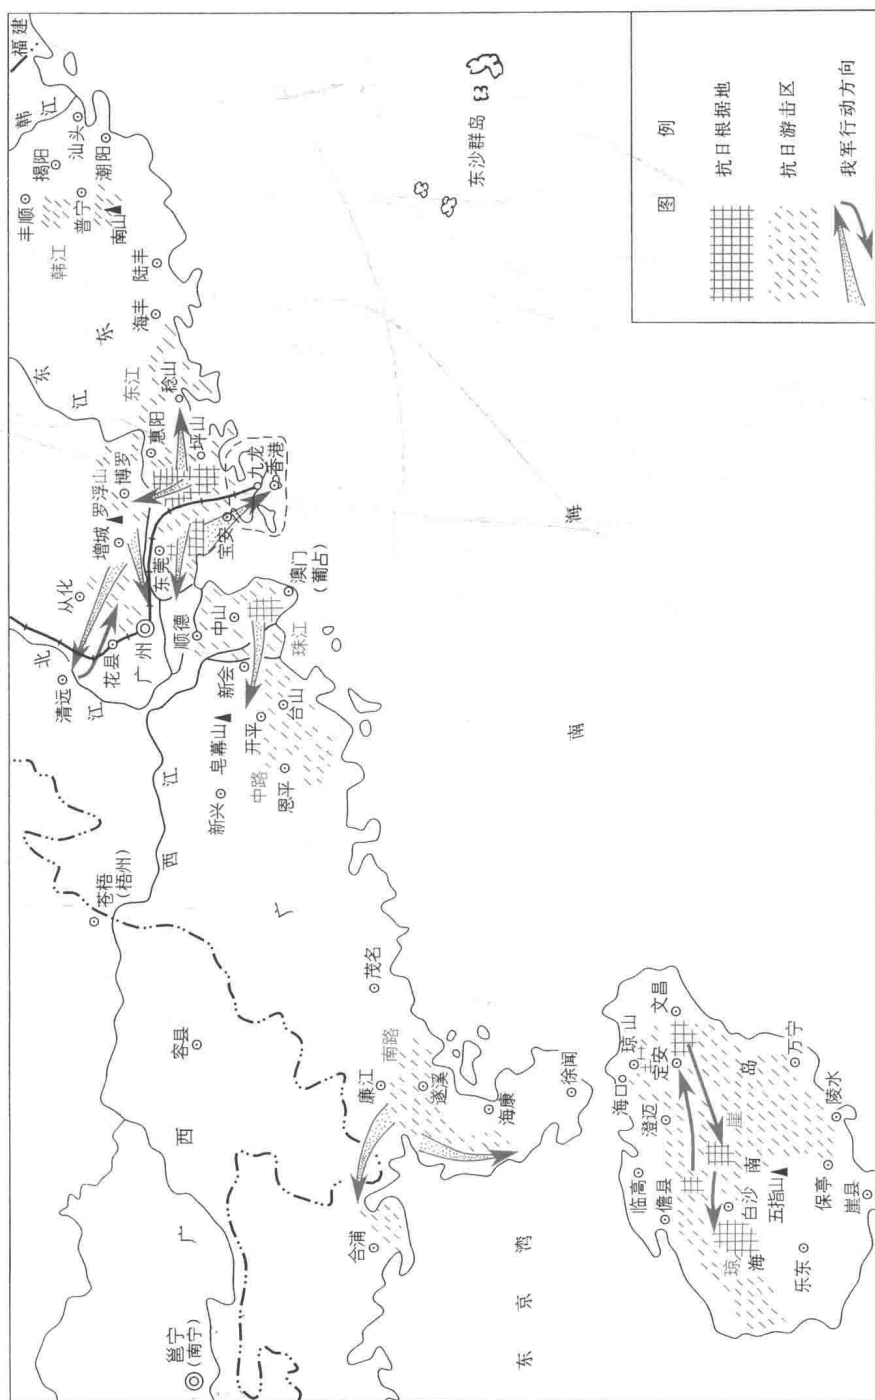 福建
韩江
汕头
揭阳
潮阳
丰顺
普宁
南山
韩江
陆丰
海丰
东
东江
东江
稔山
惠阳
坪山
博罗
罗浮山
增城
九龙
香港
宝安
东莞
从化
北江
清远
花县
广州
顺德
中山
澳门
(葡占)
珠江
新会
台山
开平
皂幕山
中路
恩平
新兴
西江
苍梧
(梧州)
广
茂名
容县
南路
廉江
遂溪
海康
徐闻
广西
合浦
邕宁
(南宁)
东京湾
南海
东沙群岛
海口
琼山
文昌
定安
澄迈
临高
儋县
白沙
五指山
万宁
陵水
保亭
崖县
乐东
海南岛
琼崖
图例
抗日根据地
抗日游击区
我军行动方向